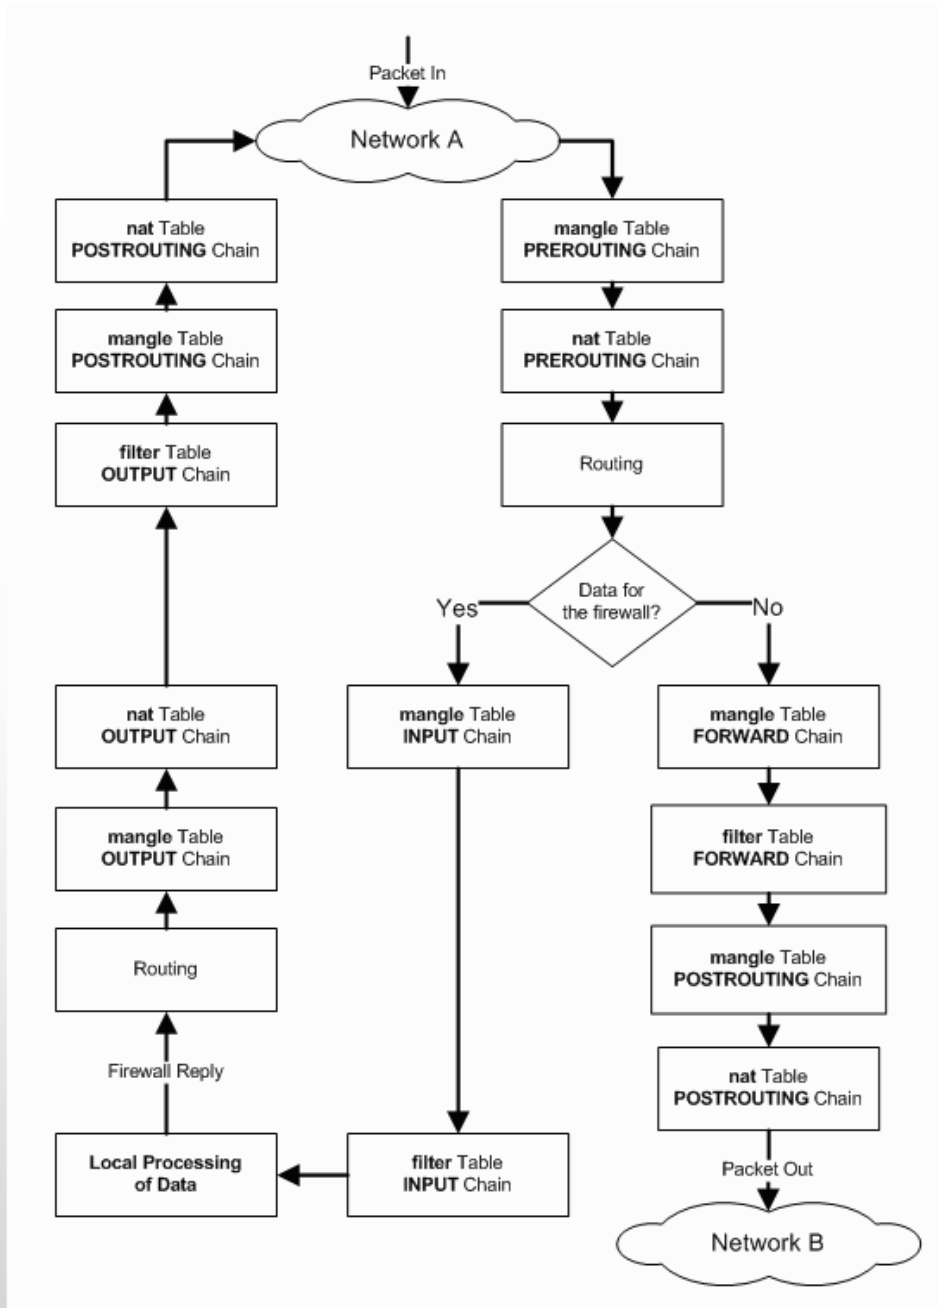 Packet In
Network A
nat Table
POSTROUTING Chain
mangle Table
PREROUTING Chain
mangle Table
POSTROUTING Chain
nat Table
PREROUTING Chain
filter Table
OUTPUT Chain
Routing
Data for
the firewall?
Yes
No
nat Table
OUTPUT Chain
mangle Table
INPUT Chain
mangle Table
FORWARD Chain
mangle Table
OUTPUT Chain
filter Table
FORWARD Chain
Routing
mangle Table
POSTROUTING Chain
Firewall Reply
nat Table
POSTROUTING Chain
Local Processing
of Data
filter Table
INPUT Chain
Packet Out
Network B